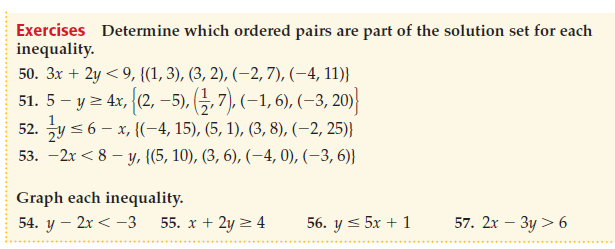 Exercises Determine which ordered pairs are part of the solution set for each
inequality.
50. 3x + 2y < 9, {(1, 3), (3, 2), (−2, 7), (−4, 11)}
51. 5 − y ≥ 4x, {(2, −5), (1/2, 7), (−1, 6), (−3, 20)}
52. 1/2y ≤ 6 − x, {(−4, 15), (5, 1), (3, 8), (−2, 25)}
53. −2x < 8 − y, {(5, 10), (3, 6), (−4, 0), (−3, 6)}
Graph each inequality.
54. y − 2x < −3 55. x + 2y ≥ 4 56. y ≤ 5x + 1 57. 2x − 3y > 6